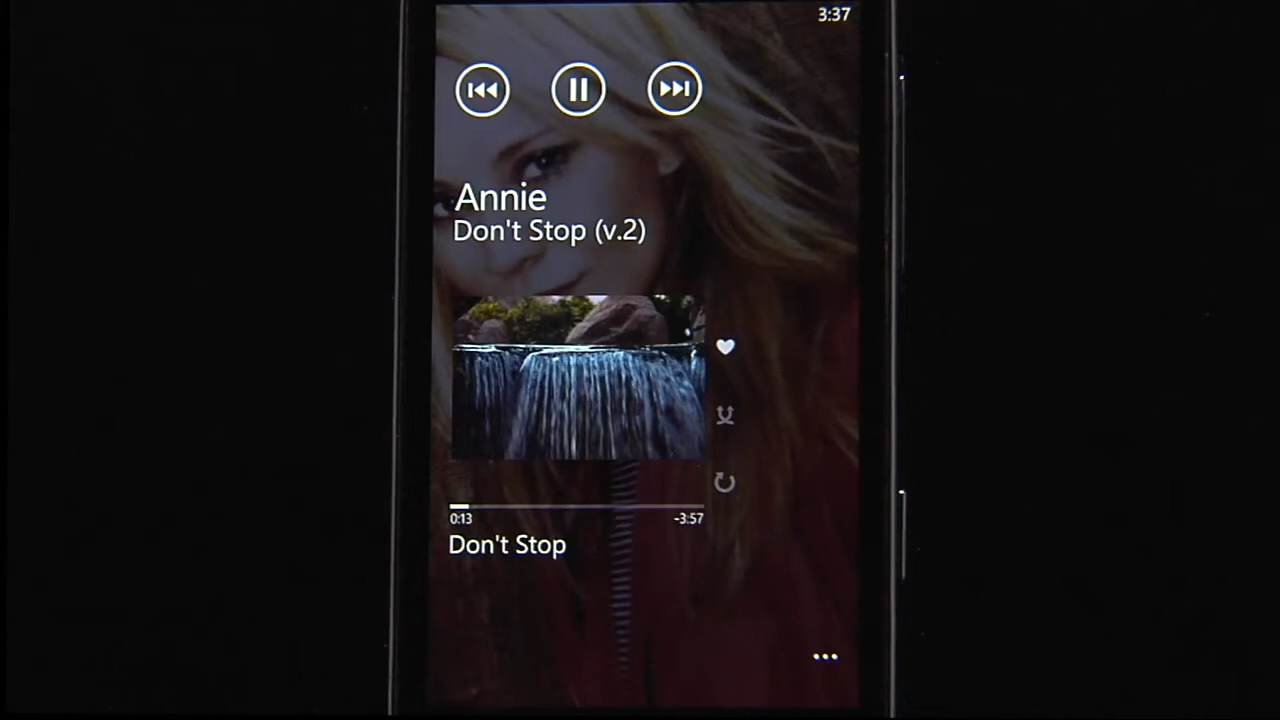 3:37
Annie
Don't Stop (v.2)
0:13
-3:57
Don't Stop